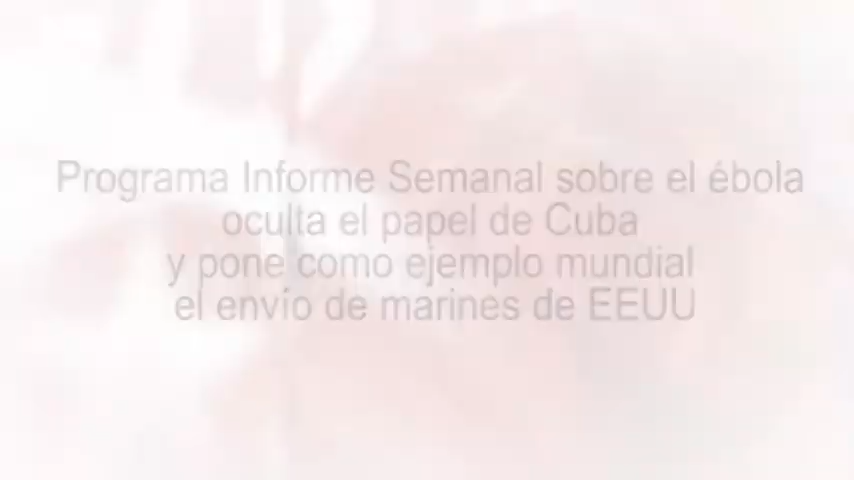 Programa Informe Semanal sobre el ébola
oculta el papel de Cuba
y pone como ejemplo mundial
el envío de marines de EEUU